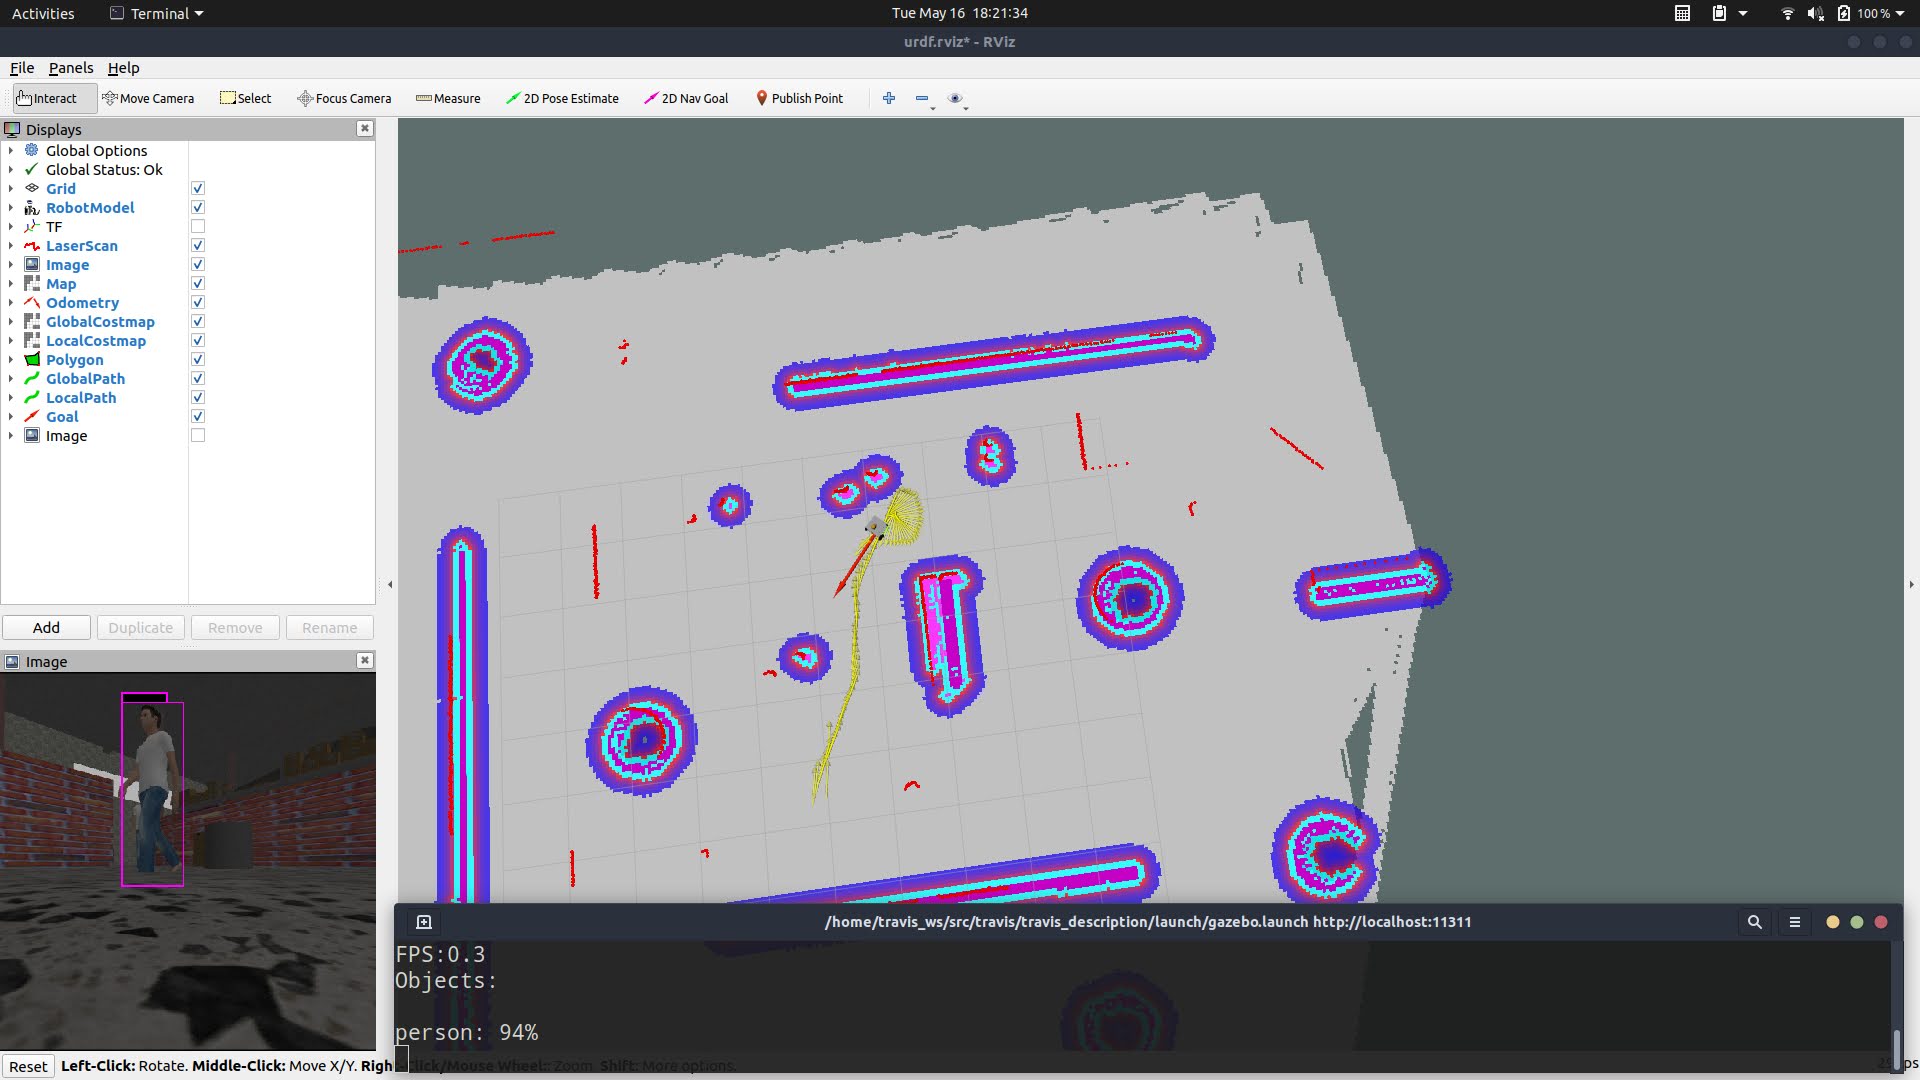 Activities Terminal Tue May 16 18:21:34 100 %
urdf.rviz* - RViz
File Panels Help
Interact Move Camera Select Focus Camera Measure 2D Pose Estimate 2D Nav Goal Publish Point
Displays
Global Options
Global Status: Ok
Grid
RobotModel
TF
LaserScan
Image
Map
Odometry
GlobalCostmap
LocalCostmap
Polygon
GlobalPath
LocalPath
Goal
Image
Add Duplicate Remove Rename
Image
/home/travis_ws/src/travis/travis_description/launch/gazebo.launch http://localhost:11311
FPS:0.3
Objects:
person: 94%
Reset Left-Click: Rotate. Middle-Click: Move X/Y. Right-Click/Mouse Wheel:: Zoom. Shift: More options.